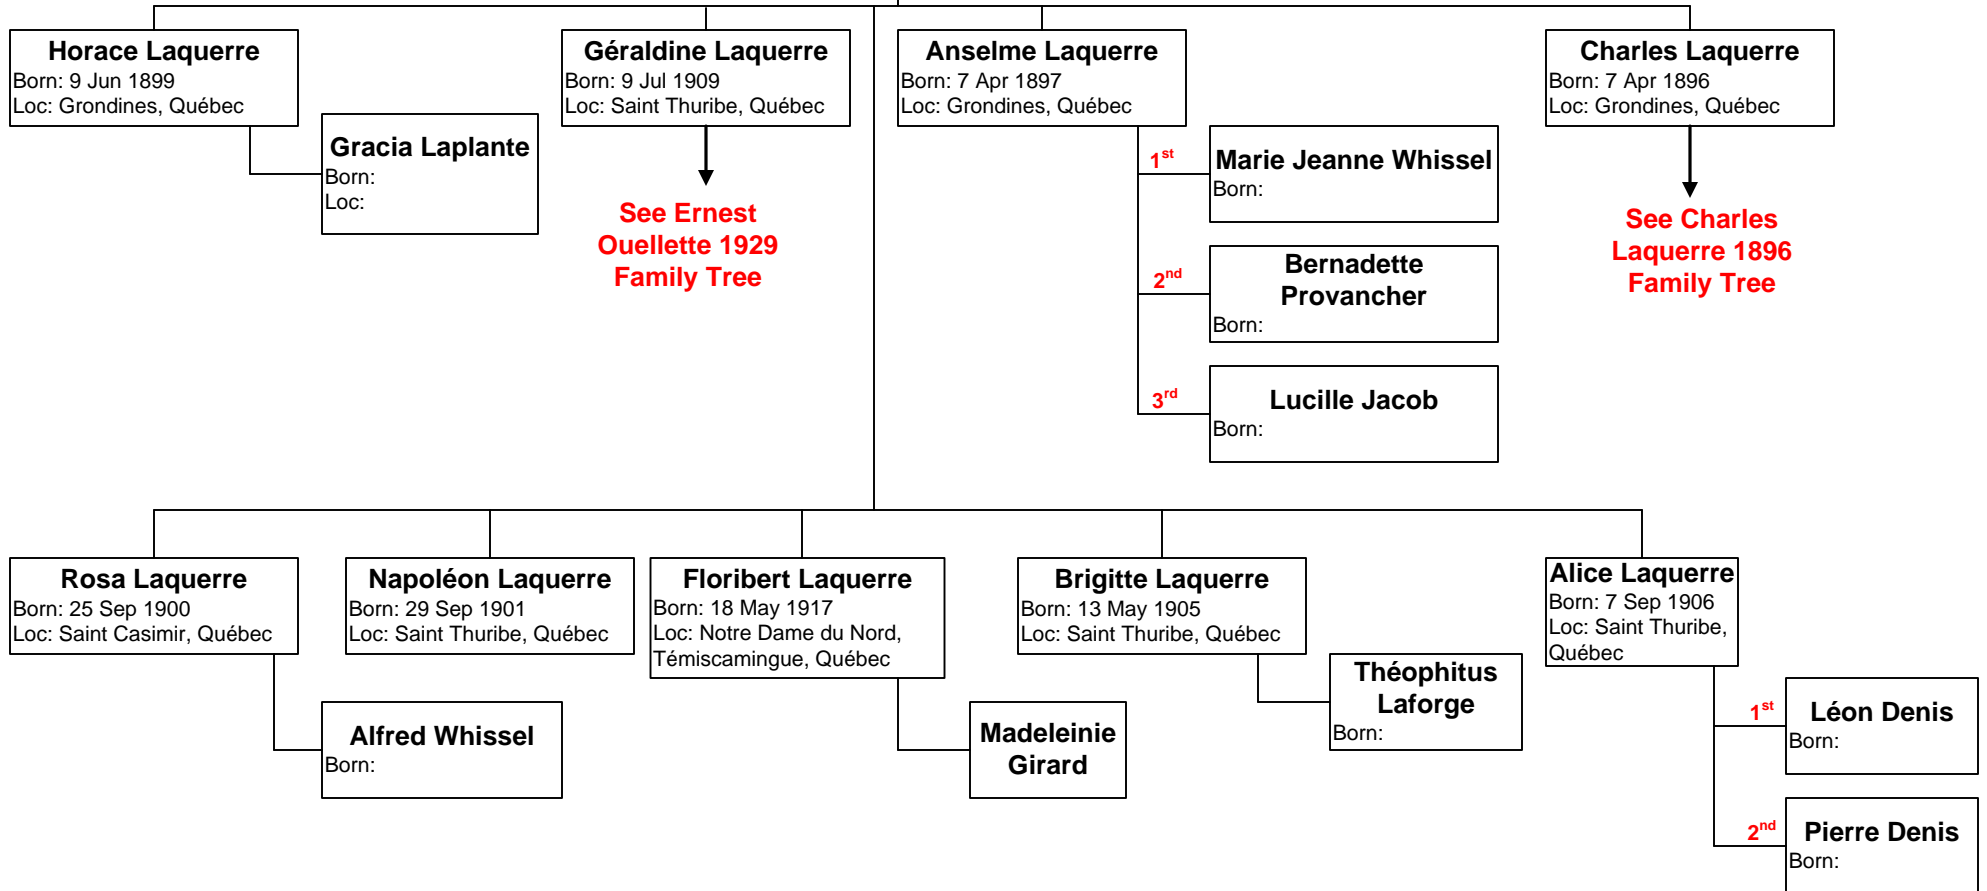 Horace Laquerre
Born: 9 Jun 1899
Loc: Grondines, Québec
Gracia Laplante
Born:
Loc:
Géraldine Laquerre
Born: 9 Jul 1909
Loc: Saint Thuribe, Québec
See Ernest
Ouellette 1929
Family Tree
Anselme Laquerre
Born: 7 Apr 1897
Loc: Grondines, Québec
1st
Marie Jeanne Whissel
Born:
2nd
Bernadette
Provancher
Born:
3rd
Lucille Jacob
Born:
Charles Laquerre
Born: 7 Apr 1896
Loc: Grondines, Québec
See Charles
Laquerre 1896
Family Tree
Rosa Laquerre
Born: 25 Sep 1900
Loc: Saint Casimir, Québec
Alfred Whissel
Born:
Napoléon Laquerre
Born: 29 Sep 1901
Loc: Saint Thuribe, Québec
Floribert Laquerre
Born: 18 May 1917
Loc: Notre Dame du Nord,
Témiscamingue, Québec
Madeleinie
Girard
Brigitte Laquerre
Born: 13 May 1905
Loc: Saint Thuribe, Québec
Théophitus
Laforge
Born:
Alice Laquerre
Born: 7 Sep 1906
Loc: Saint Thuribe,
Québec
1st
Léon Denis
Born:
2nd
Pierre Denis
Born: